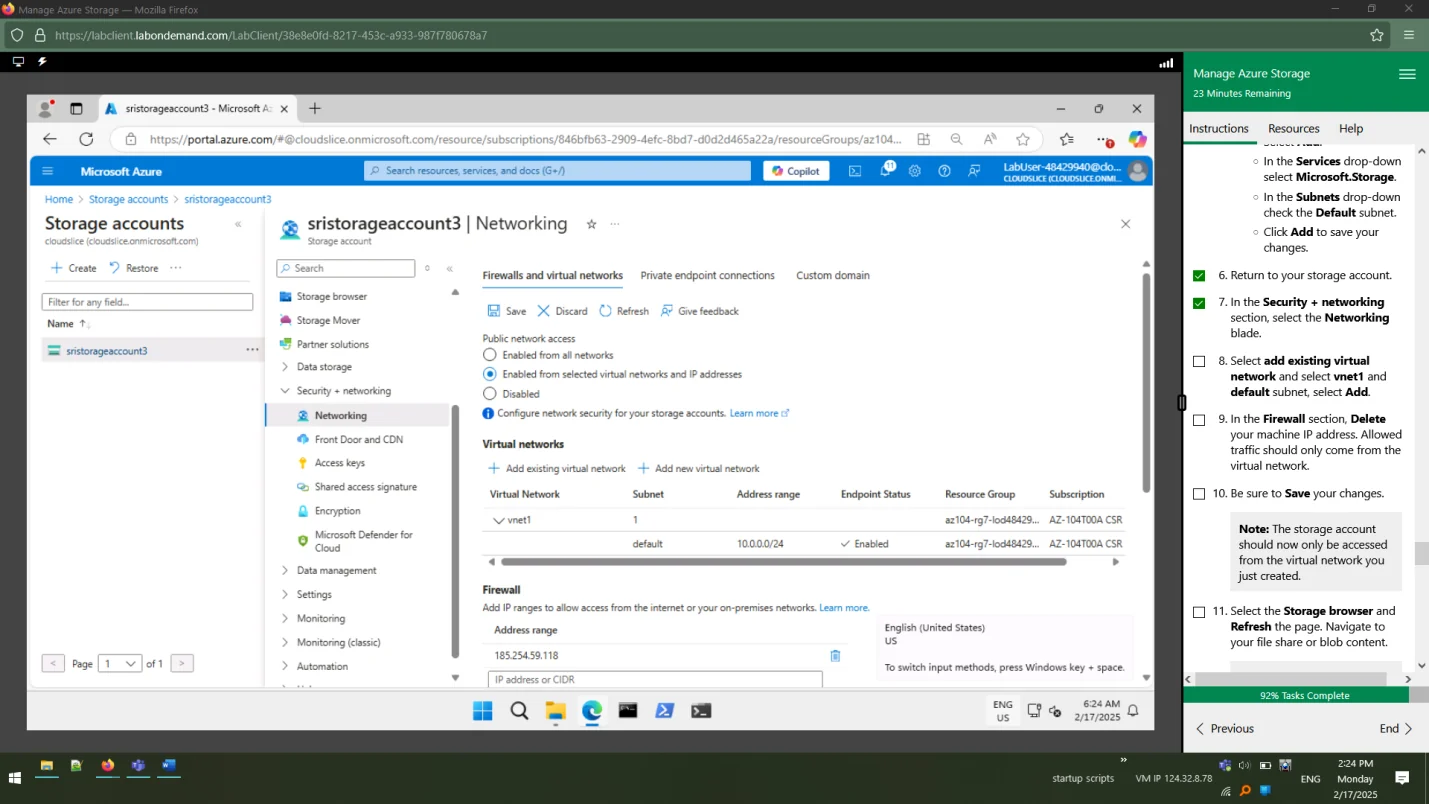 Manage Azure Storage — Mozilla Firefox
https://labclient.labondemand.com/LabClient/38e8e0fd-8217-453c-a933-987f780678a7
sristorageaccount3 - Microsoft Az
https://portal.azure.com/#@cloudslice.onmicrosoft.com/resource/subscriptions/846bfb63-2909-4efc-8bd7-d0d2d465a22a/resourceGroups/az104...
Microsoft Azure
Search resources, services, and docs (G+/)
Copilot
11
LabUser-48429940@clo...
CLOUDSLICE (CLOUDSLICE.ONMI...
Home > Storage accounts > sristorageaccount3
Storage accounts
cloudslice (cloudslice.onmicrosoft.com)
Create
Restore
Filter for any field...
Name
sristorageaccount3
Page 1 of 1
sristorageaccount3 | Networking
Storage account
Search
Storage browser
Storage Mover
Partner solutions
Data storage
Security + networking
Networking
Front Door and CDN
Access keys
Shared access signature
Encryption
Microsoft Defender for
Cloud
Data management
Settings
Monitoring
Monitoring (classic)
Automation
Firewalls and virtual networks
Private endpoint connections
Custom domain
Save
Discard
Refresh
Give feedback
Public network access
Enabled from all networks
Enabled from selected virtual networks and IP addresses
Disabled
Configure network security for your storage accounts. Learn more
Virtual networks
Add existing virtual network
Add new virtual network
Virtual Network Subnet Address range Endpoint Status Resource Group Subscription
vnet1 1 az104-rg7-lod48429... AZ-104T00A CSR
default 10.0.0.0/24 Enabled az104-rg7-lod48429... AZ-104T00A CSR
Firewall
Add IP ranges to allow access from the internet or your on-premises networks. Learn more.
Address range
185.254.59.118
IP address or CIDR
English (United States)
US
To switch input methods, press Windows key + space.
ENG
US
6:24 AM
2/17/2025
Manage Azure Storage
23 Minutes Remaining
Instructions
Resources
Help
Select Add.
In the Services drop-down
select Microsoft.Storage.
In the Subnets drop-down
check the Default subnet.
Click Add to save your
changes.
6. Return to your storage account.
7. In the Security + networking
section, select the Networking
blade.
8. Select add existing virtual
network and select vnet1 and
default subnet, select Add.
9. In the Firewall section, Delete
your machine IP address. Allowed
traffic should only come from the
virtual network.
10. Be sure to Save your changes.
Note: The storage account
should now only be accessed
from the virtual network you
just created.
11. Select the Storage browser and
Refresh the page. Navigate to
your file share or blob content.
92% Tasks Complete
Previous
End
startup scripts
VM IP 124.32.8.78
ENG
2:24 PM
Monday
2/17/2025